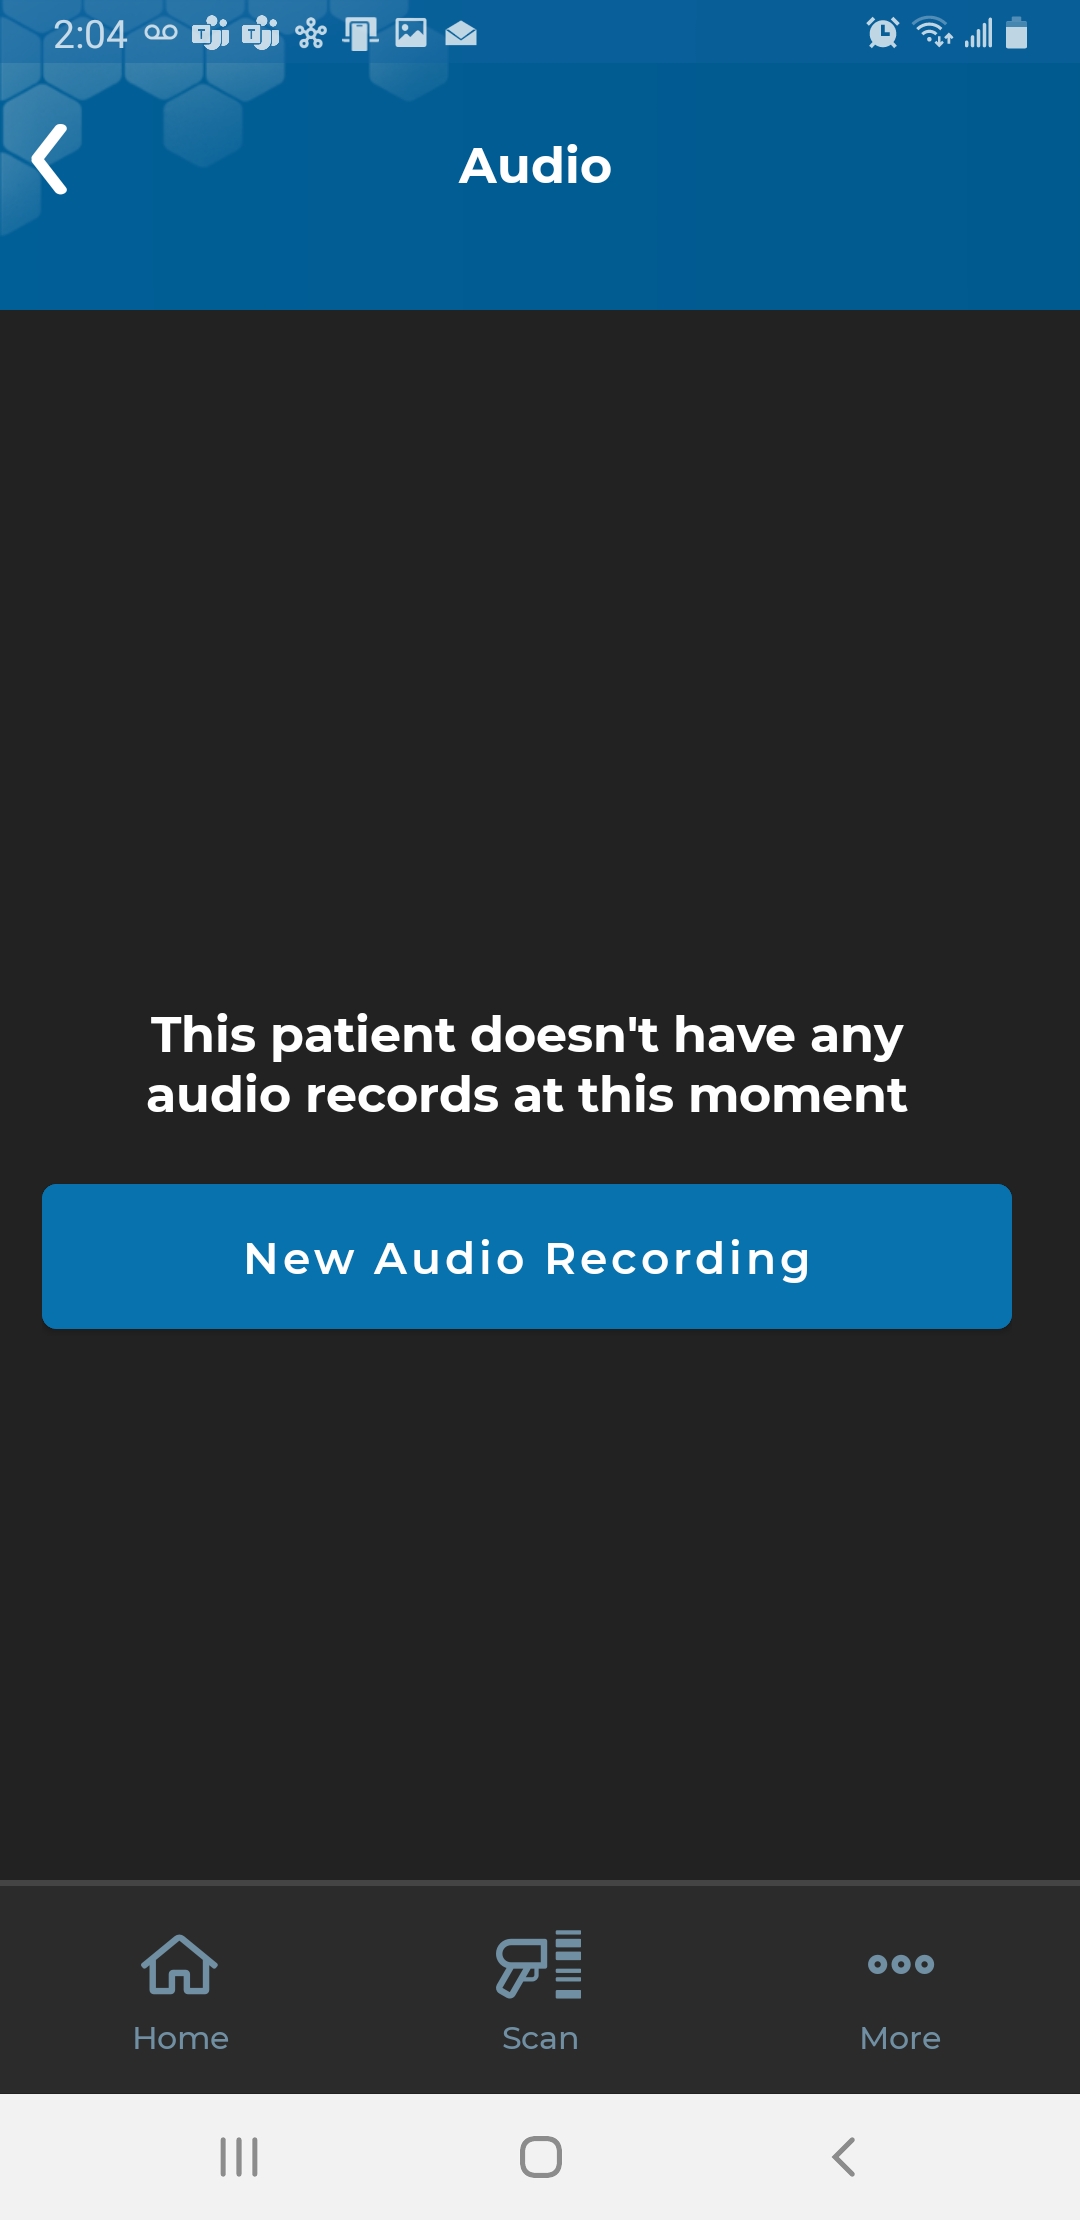 2:04
Audio
This patient doesn't have any
audio records at this moment
New Audio Recording
Home
Scan
More